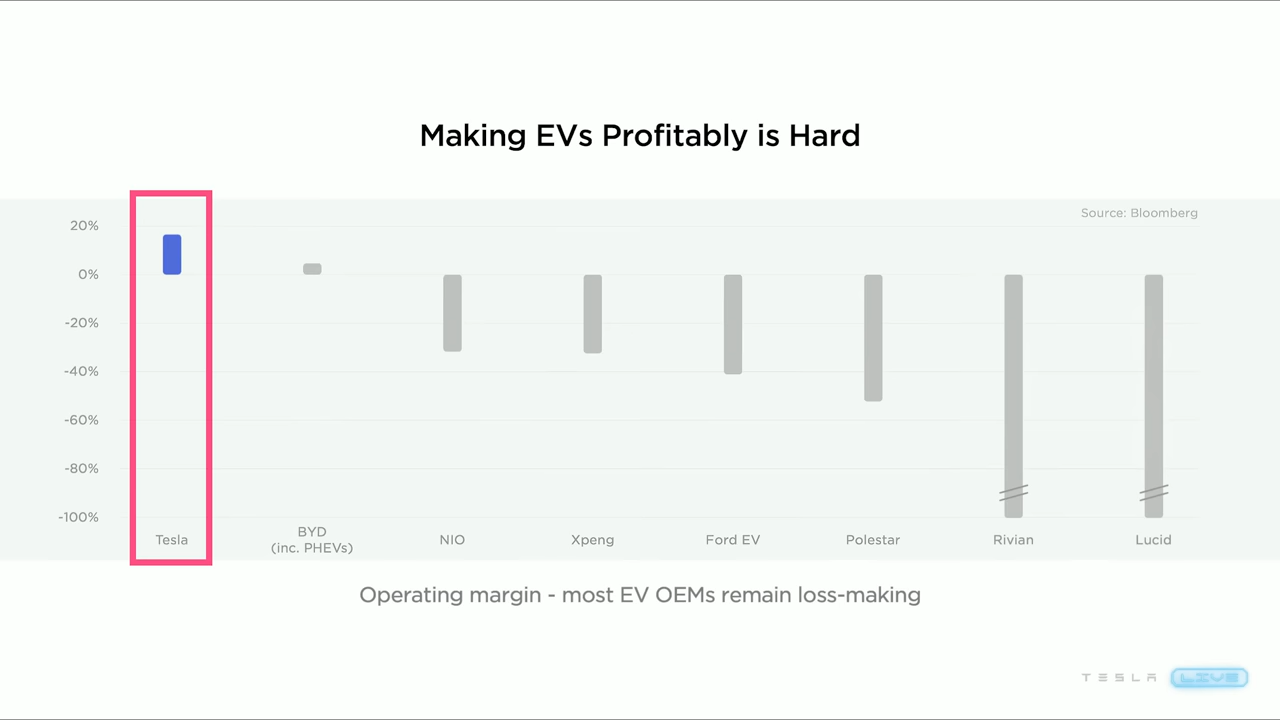 Making EVs Profitably is Hard
Source: Bloomberg
20%
0%
-20%
-40%
-60%
-80%
-100%
Tesla
BYD
(inc. PHEVs)
NIO
Xpeng
Ford EV
Polestar
Rivian
Lucid
Operating margin - most EV OEMs remain loss-making
TESLA LIVE